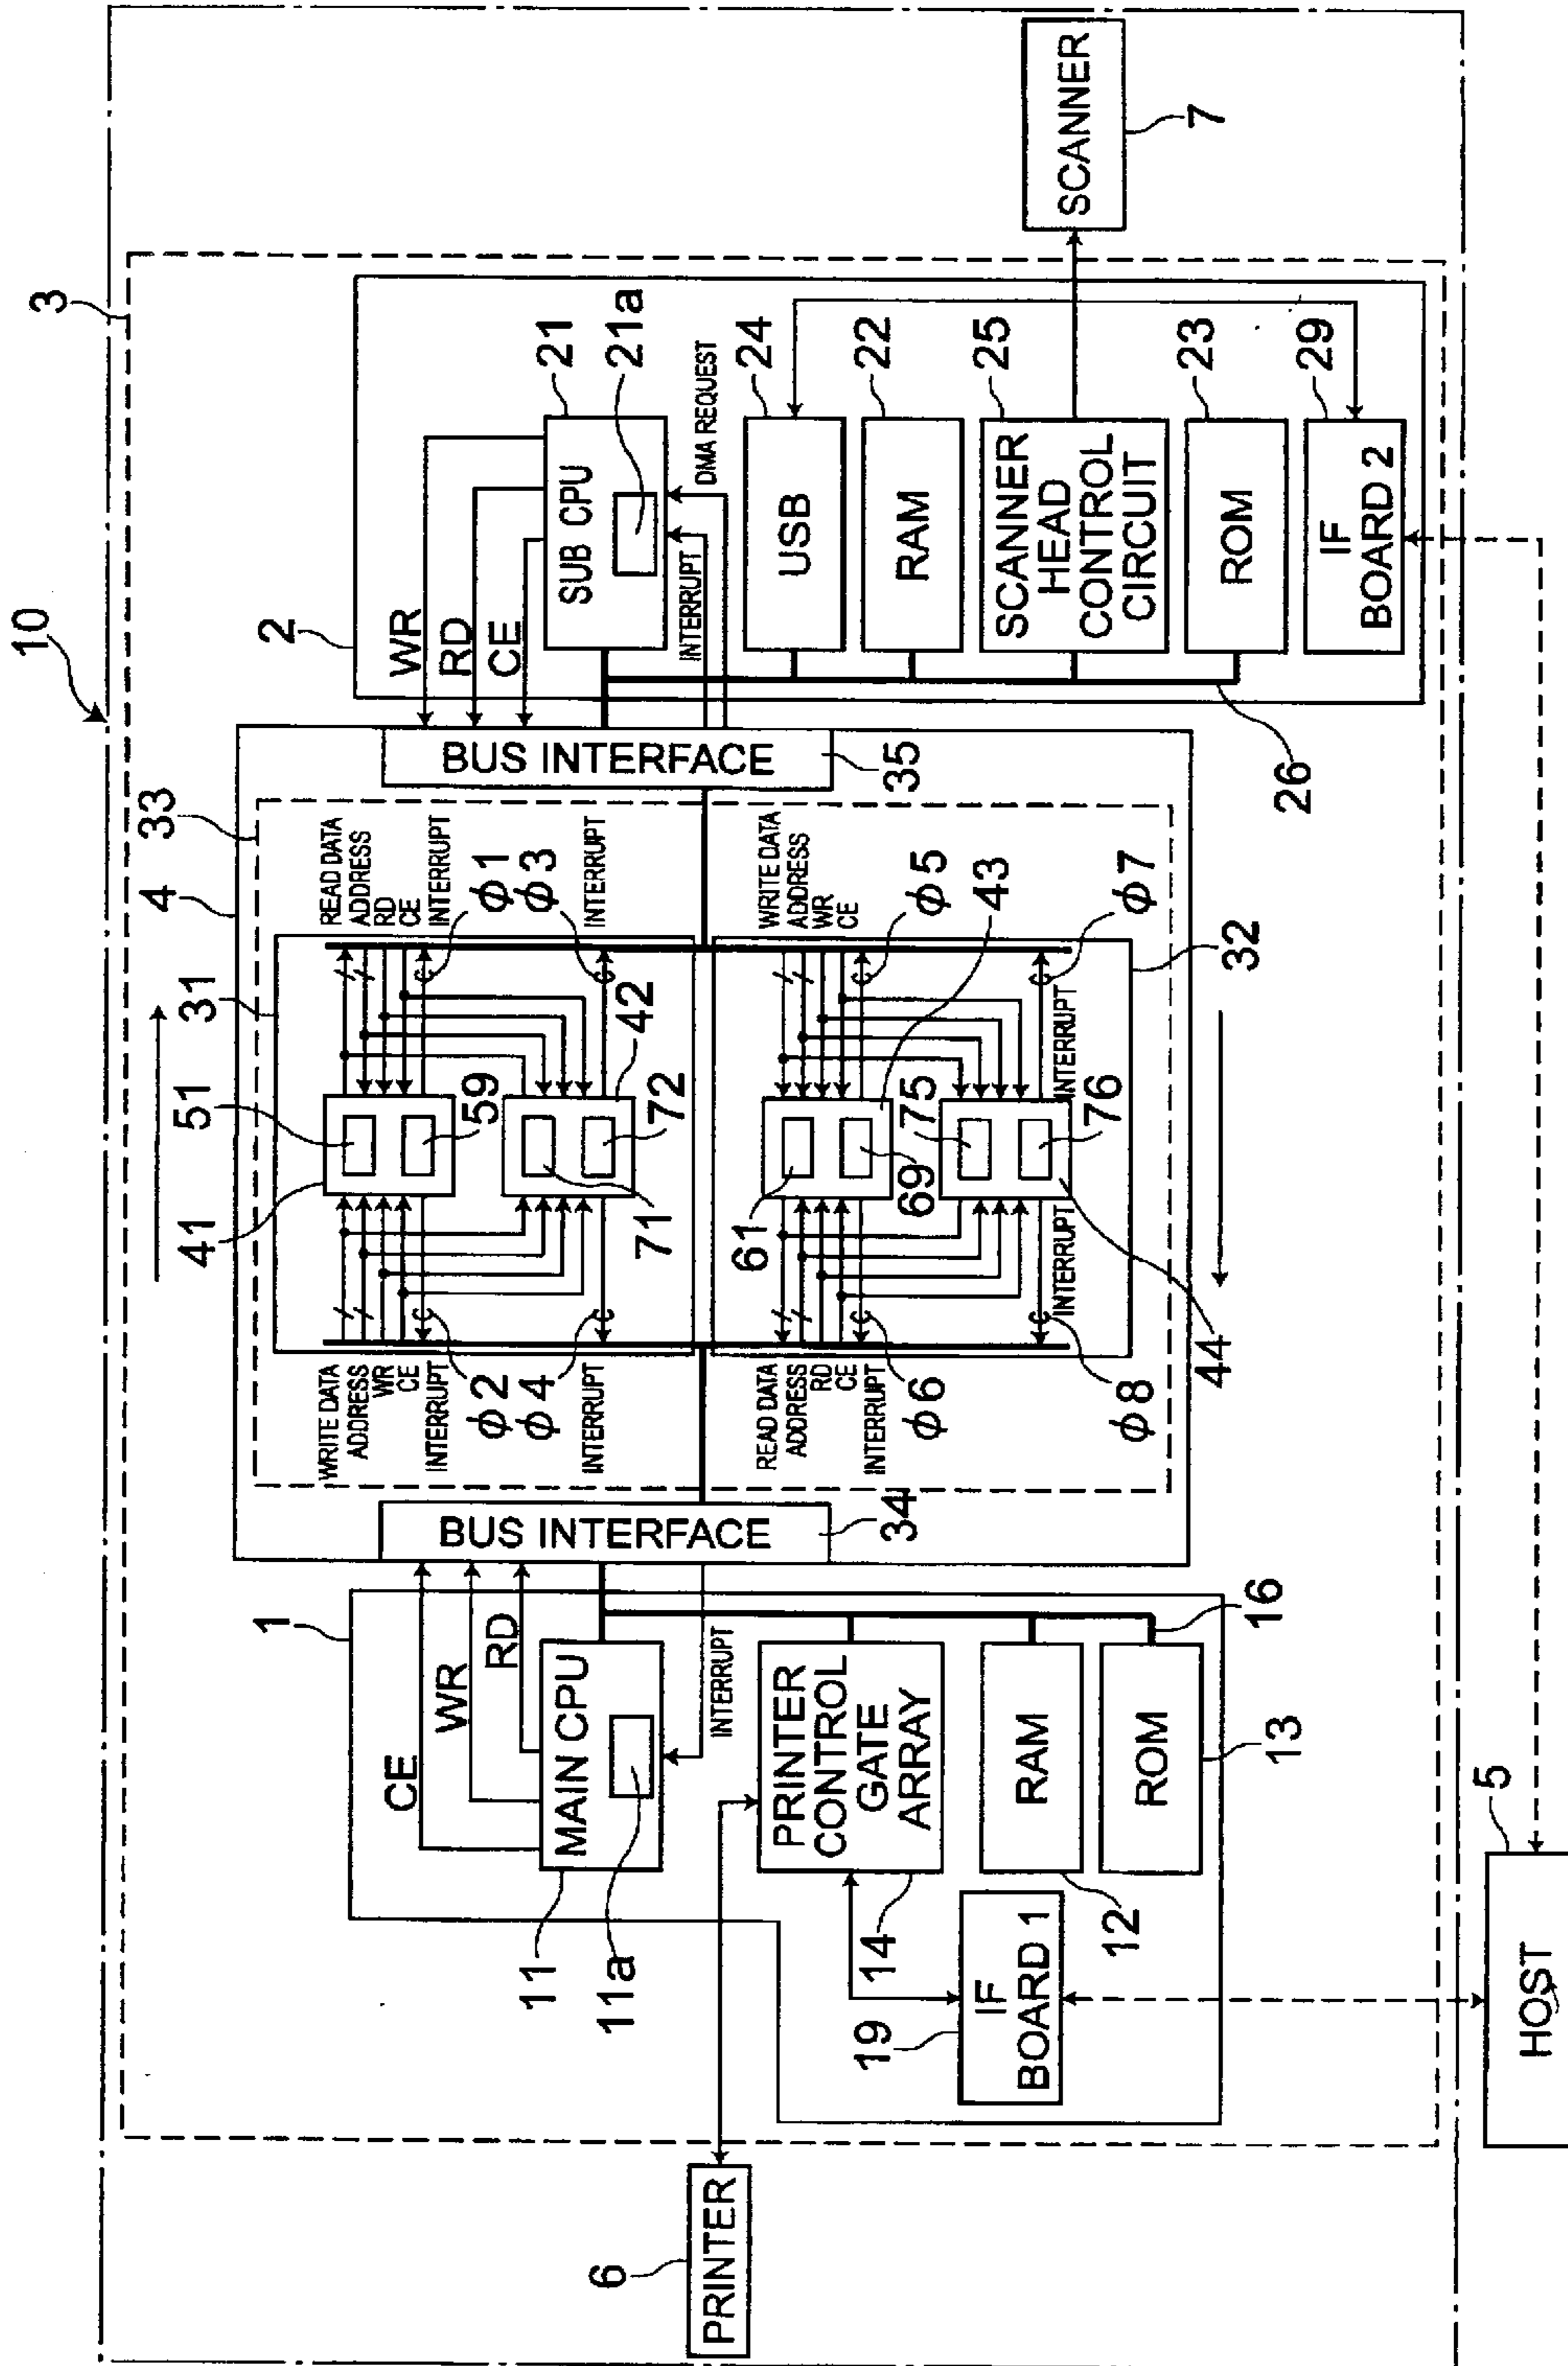 10
3
1
CE
WR
RD
MAIN CPU
11
11a
INTERRUPT
PRINTER
CONTROL
GATE
ARRAY
14
RAM
12
ROM
13
16
IF
BOARD 1
19
PRINTER
6
HOST
5
4
33
BUS INTERFACE
34
BUS INTERFACE
35
31
41
51
59
WRITE DATA
ADDRESS
WR
CE
INTERRUPT
ϕ2
ϕ4
INTERRUPT
READ DATA
ADDRESS
RD
CE
INTERRUPT
ϕ1
ϕ3
INTERRUPT
42
71
72
READ DATA
ADDRESS
RD
CE
INTERRUPT
ϕ6
ϕ8
INTERRUPT
WRITE DATA
ADDRESS
WR
CE
ϕ5
ϕ7
INTERRUPT
61
43
69
75
76
44
32
2
WR
RD
CE
SUB CPU
21
21a
INTERRUPT
DMA REQUEST
USB
24
RAM
22
SCANNER
HEAD
CONTROL
CIRCUIT
25
ROM
23
IF
BOARD 2
29
26
SCANNER
7